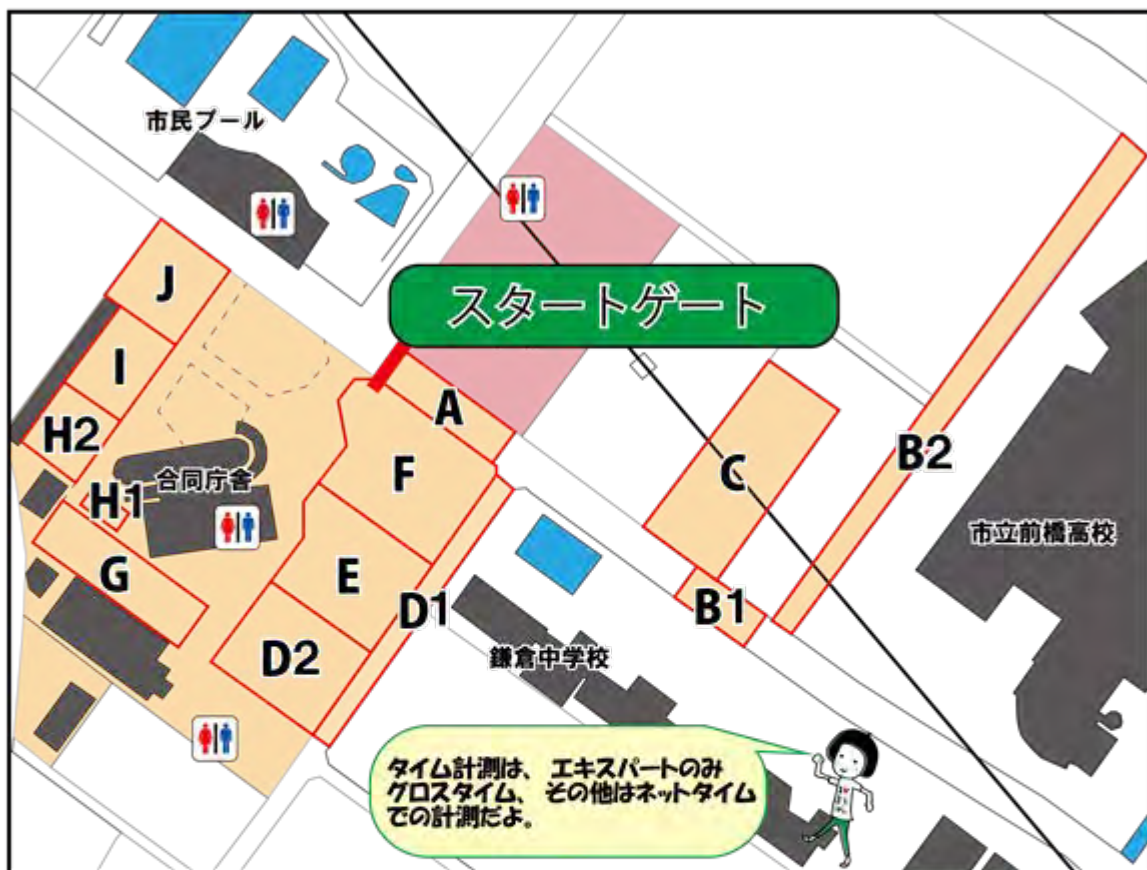 市民プール
スタートゲート
J
I
A
H2
F
C
B2
合同庁舎
H1
市立前橋高校
G
E
D1
B1
D2
鎌倉中学校
タイム計測は、エキスパートのみ
グロスタイム、その他はネットタイム
での計測だよ。